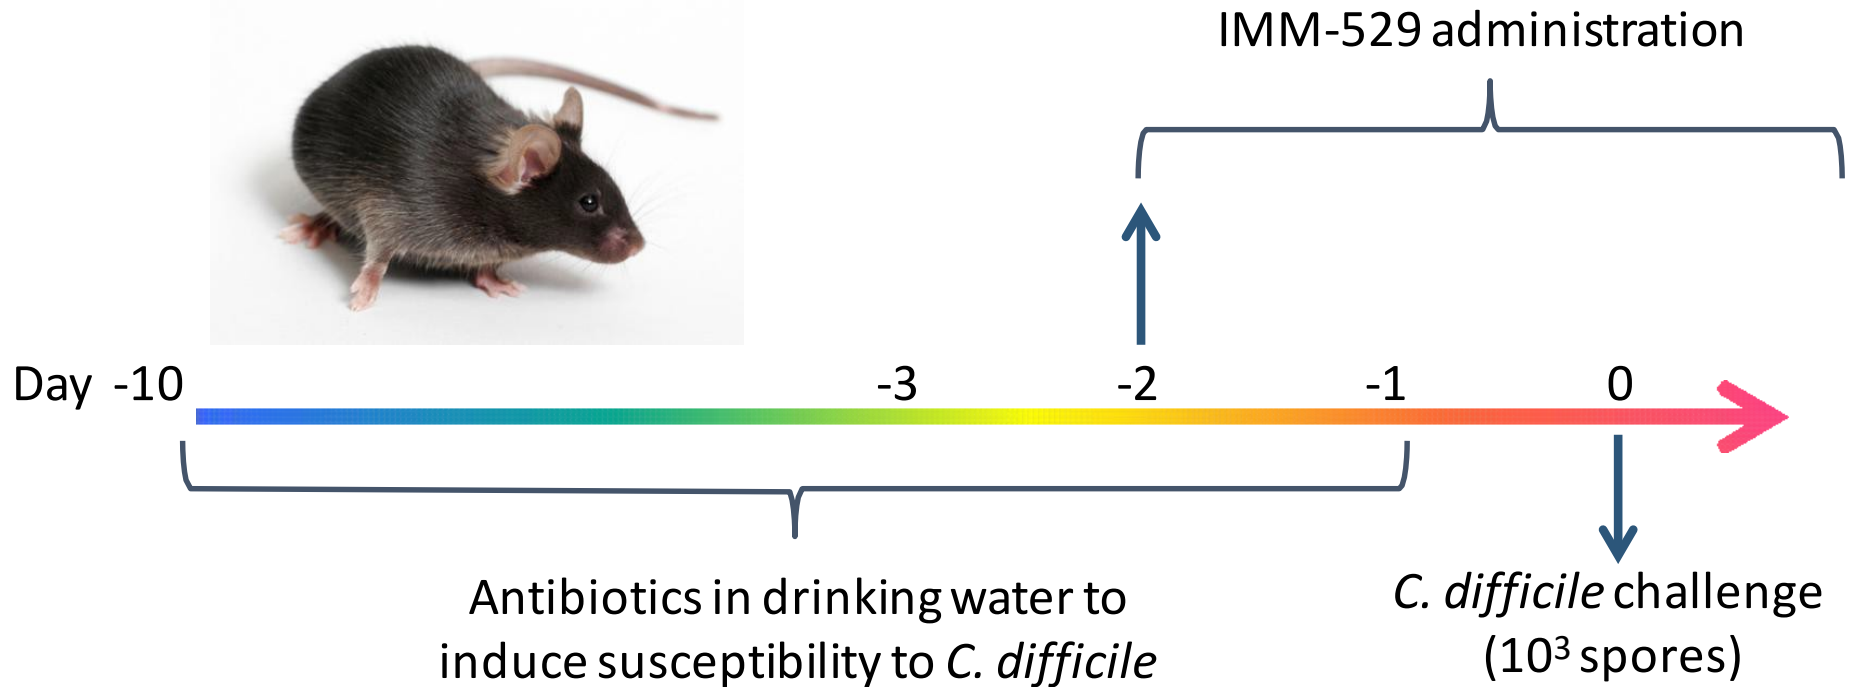 IMM-529 administration
Day -10 -3 -2 -1 0
Antibiotics in drinking water to
induce susceptibility to C. difficile
C. difficile challenge
(10³ spores)